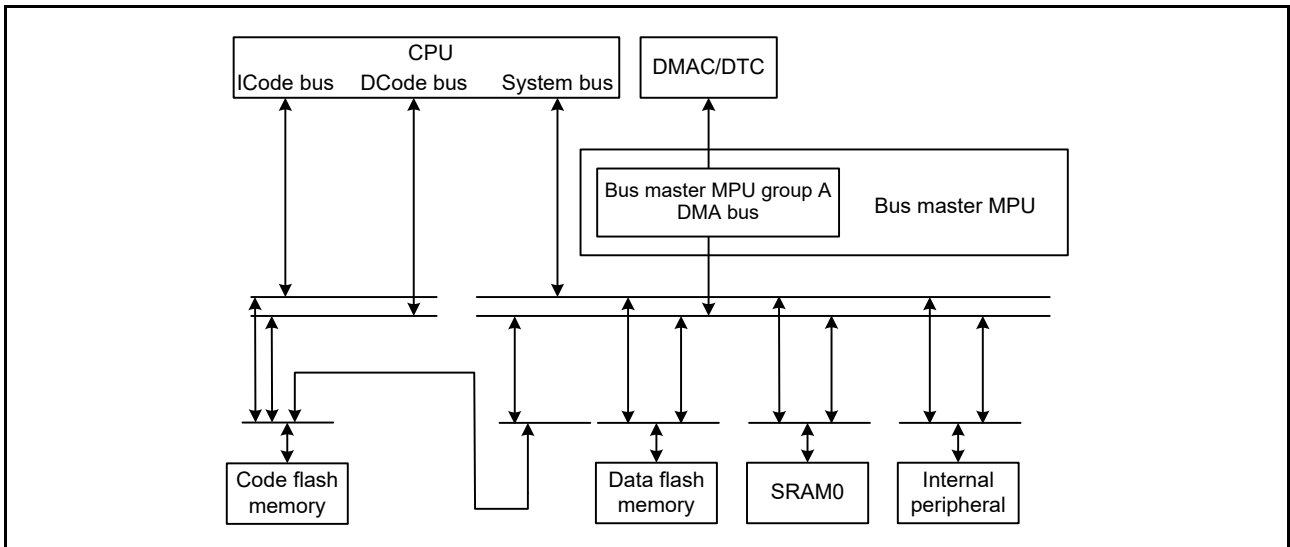 CPU
ICode bus DCode bus System bus
DMAC/DTC
Bus master MPU group A
DMA bus
Bus master MPU
Code flash
memory
Data flash
memory
SRAM0
Internal
peripheral